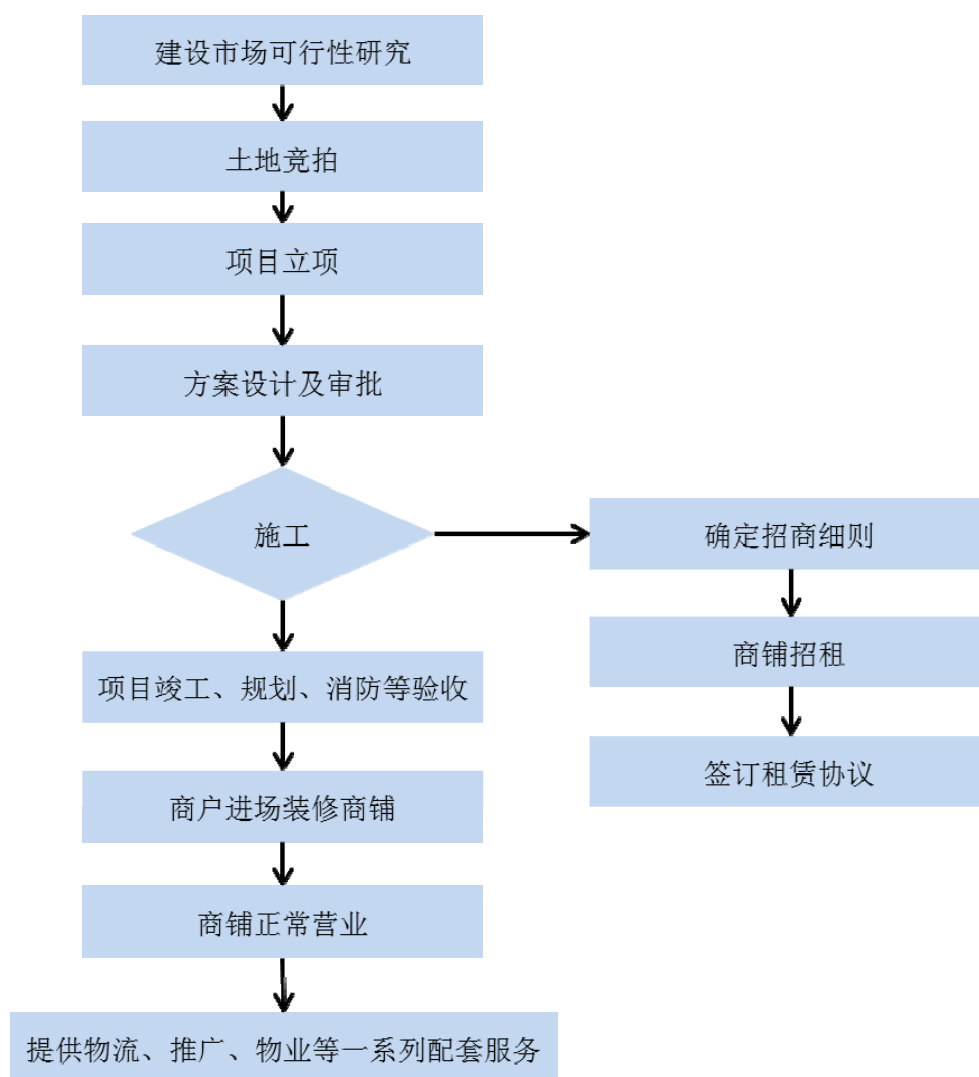 建设市场可行性研究
土地竞拍
项目立项
方案设计及审批
施工
确定招商细则
商铺招租
项目竣工、规划、消防等验收
签订租赁协议
商户进场装修商铺
商铺正常营业
提供物流、推广、物业等一系列配套服务